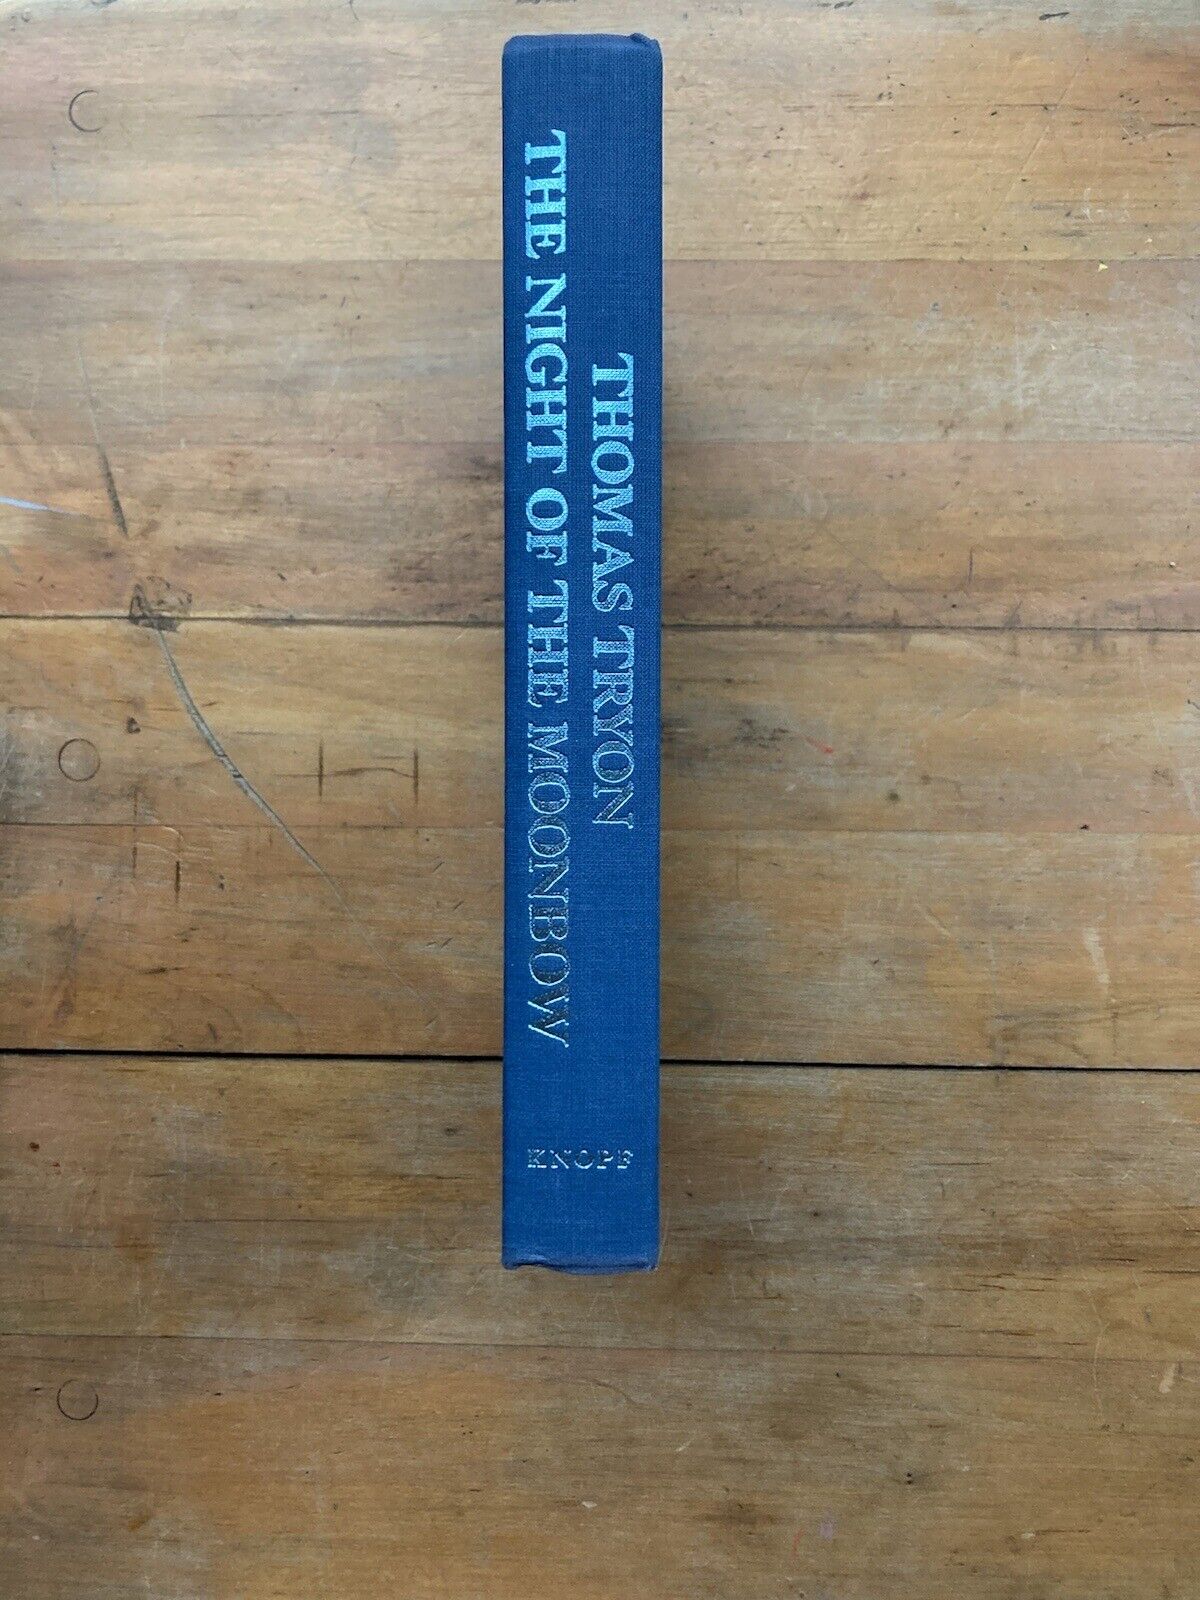 THOMAS TRYON
THE NIGHT OF THE MOONBOW
KNOPF